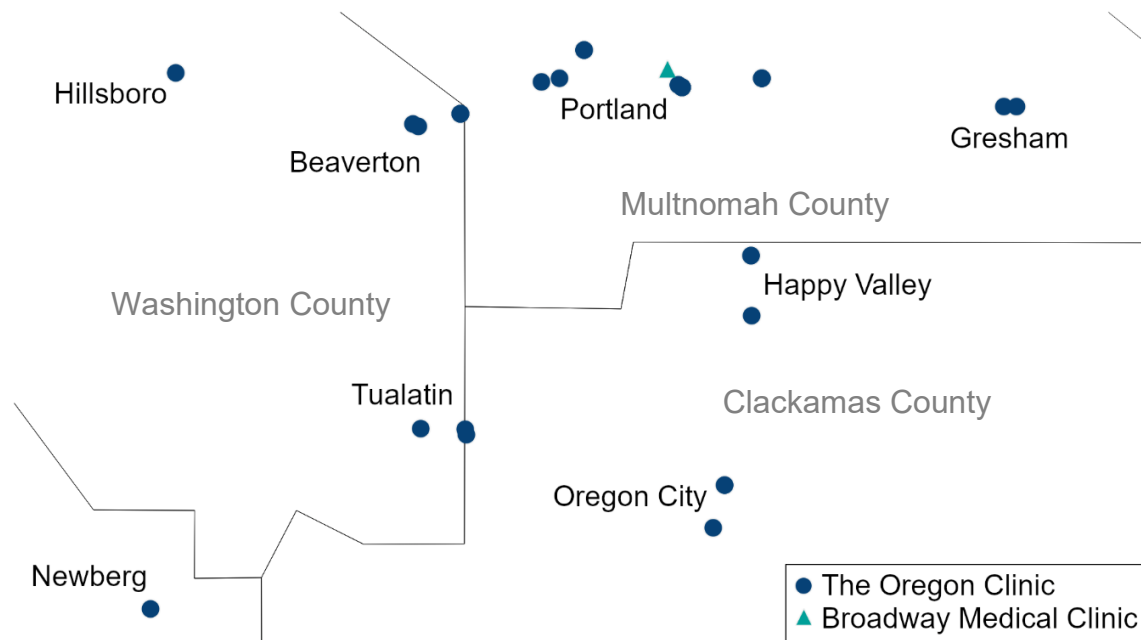 Hillsboro
Portland
Beaverton
Gresham
Multnomah County
Happy Valley
Washington County
Tualatin
Clackamas County
Oregon City
Newberg
The Oregon Clinic
Broadway Medical Clinic